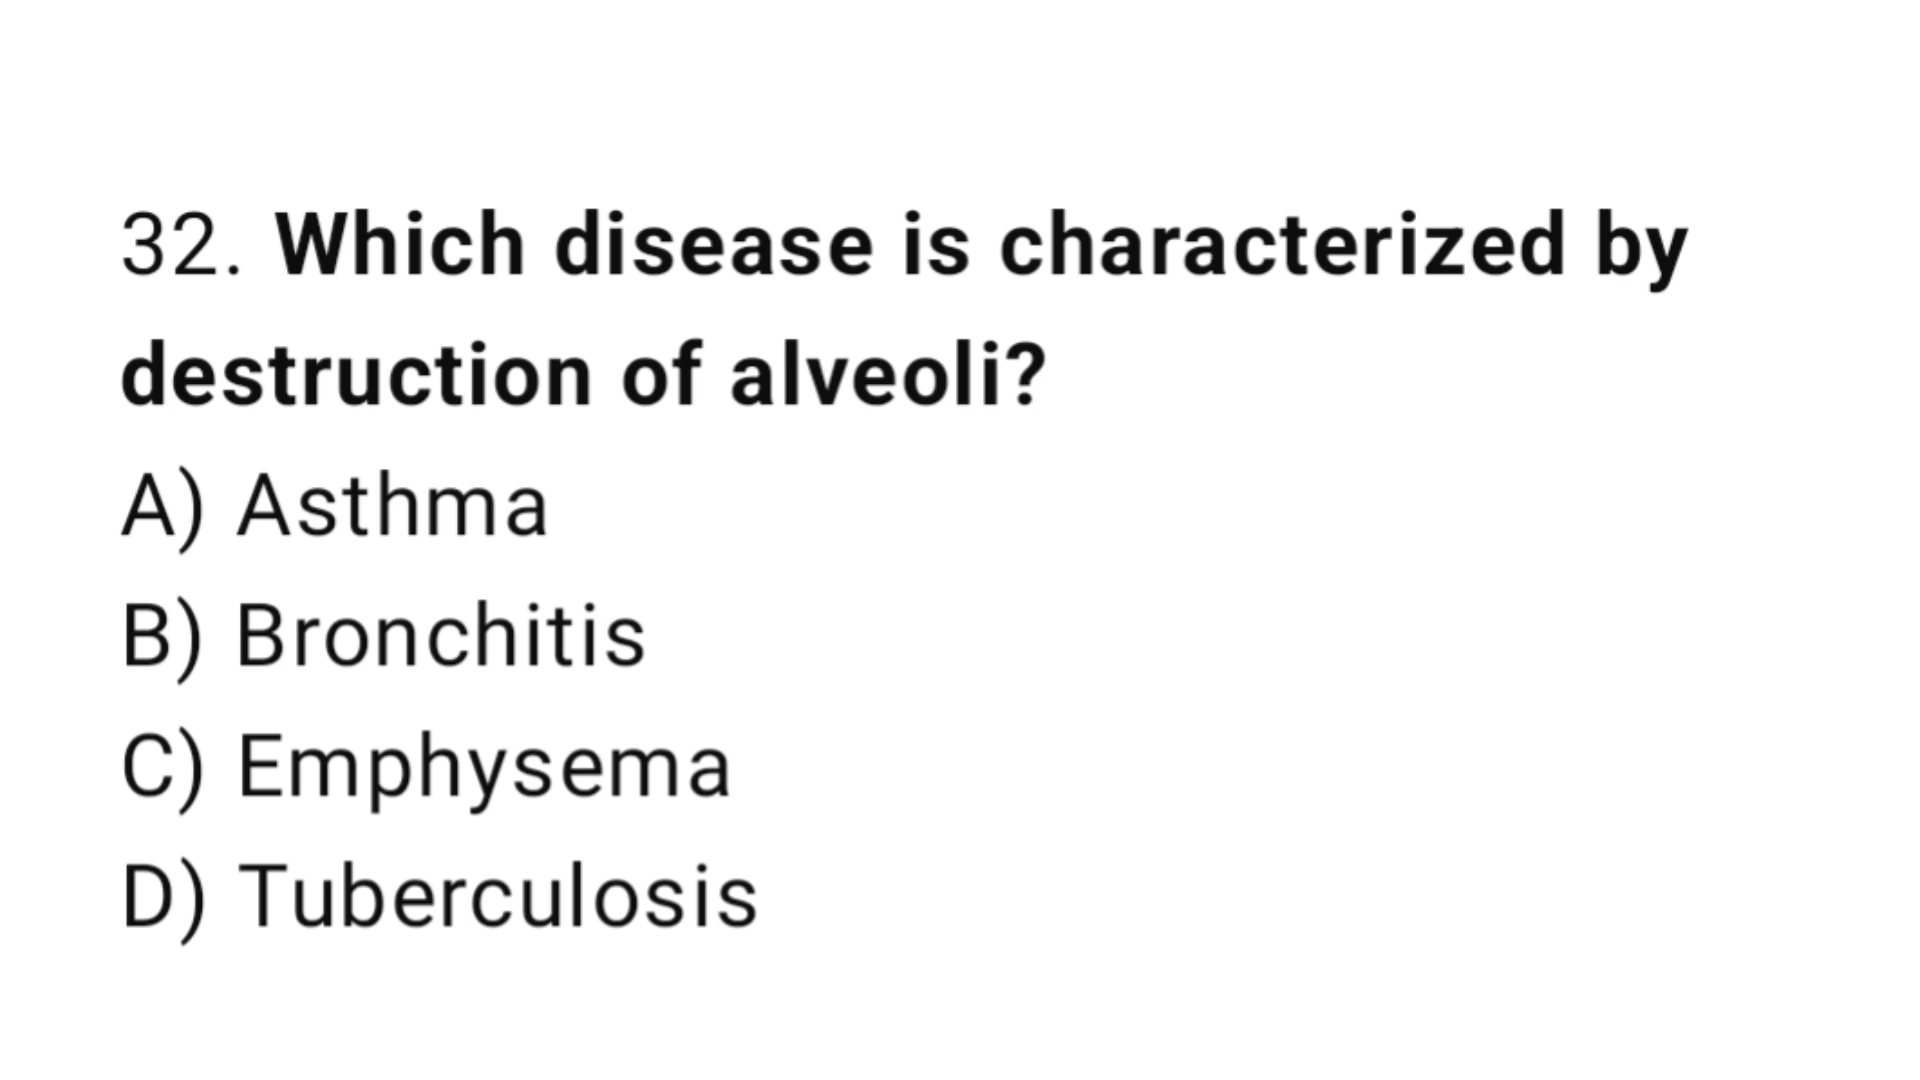 32. Which disease is characterized by
destruction of alveoli?
A) Asthma
B) Bronchitis
C) Emphysema
D) Tuberculosis